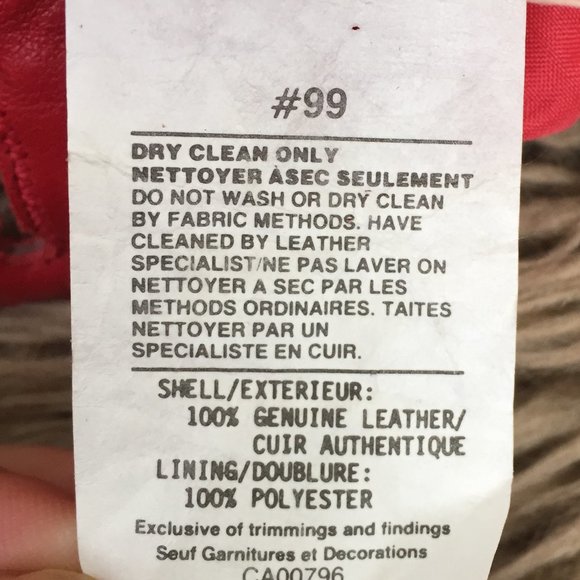 #99
DRY CLEAN ONLY
NETTOYER ÀSEC SEULEMENT
DO NOT WASH OR DRY CLEAN
BY FABRIC METHODS. HAVE
CLEANED BY LEATHER
SPECIALIST/NE PAS LAVER ON
NETTOYER A SEC PAR LES
METHODS ORDINAIRES. TAITES
NETTOYER PAR UN
SPECIALISTE EN CUIR.
SHELL/EXTERIEUR:
100% GENUINE LEATHER/
CUIR AUTHENTIQUE
LINING/DOUBLURE:
100% POLYESTER
Exclusive of trimmings and findings
Seuf Garnitures et Decorations
CA00796